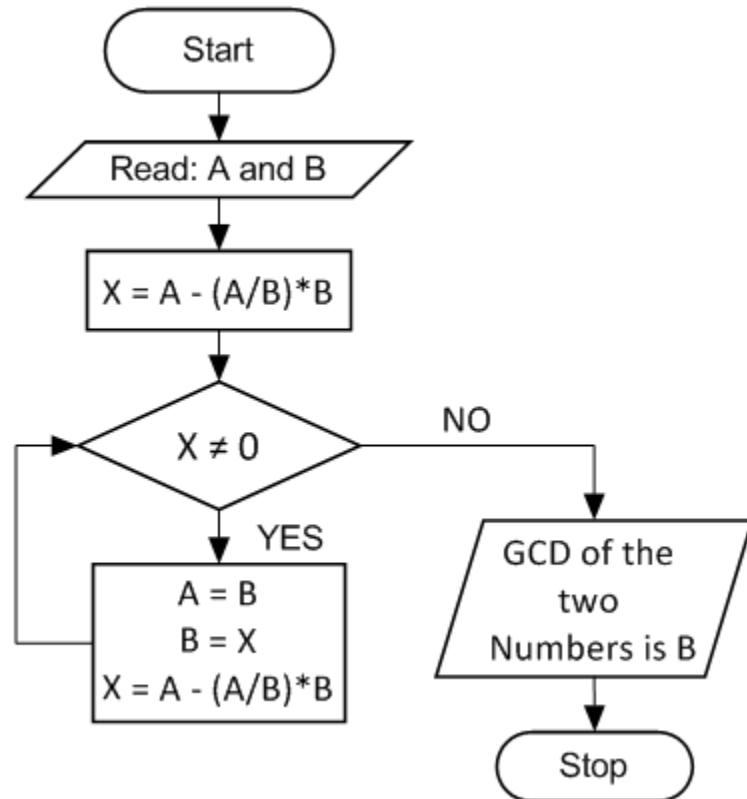 Start
Read: A and B
X = A - (A/B)*B
X ≠ 0
NO
YES
A = B
B = X
X = A - (A/B)*B
GCD of the
two
Numbers is B
Stop